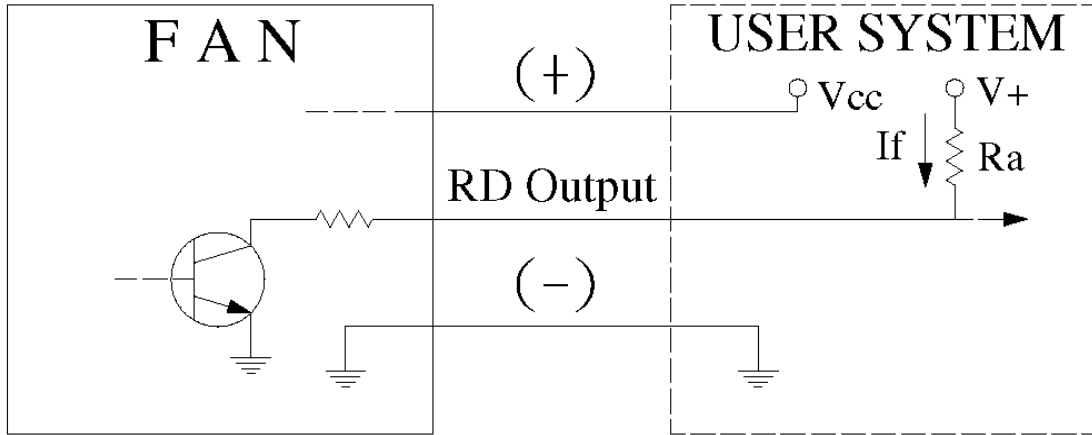 F A N
USER SYSTEM
(+)
Vcc
V+
If
Ra
RD Output
(-)